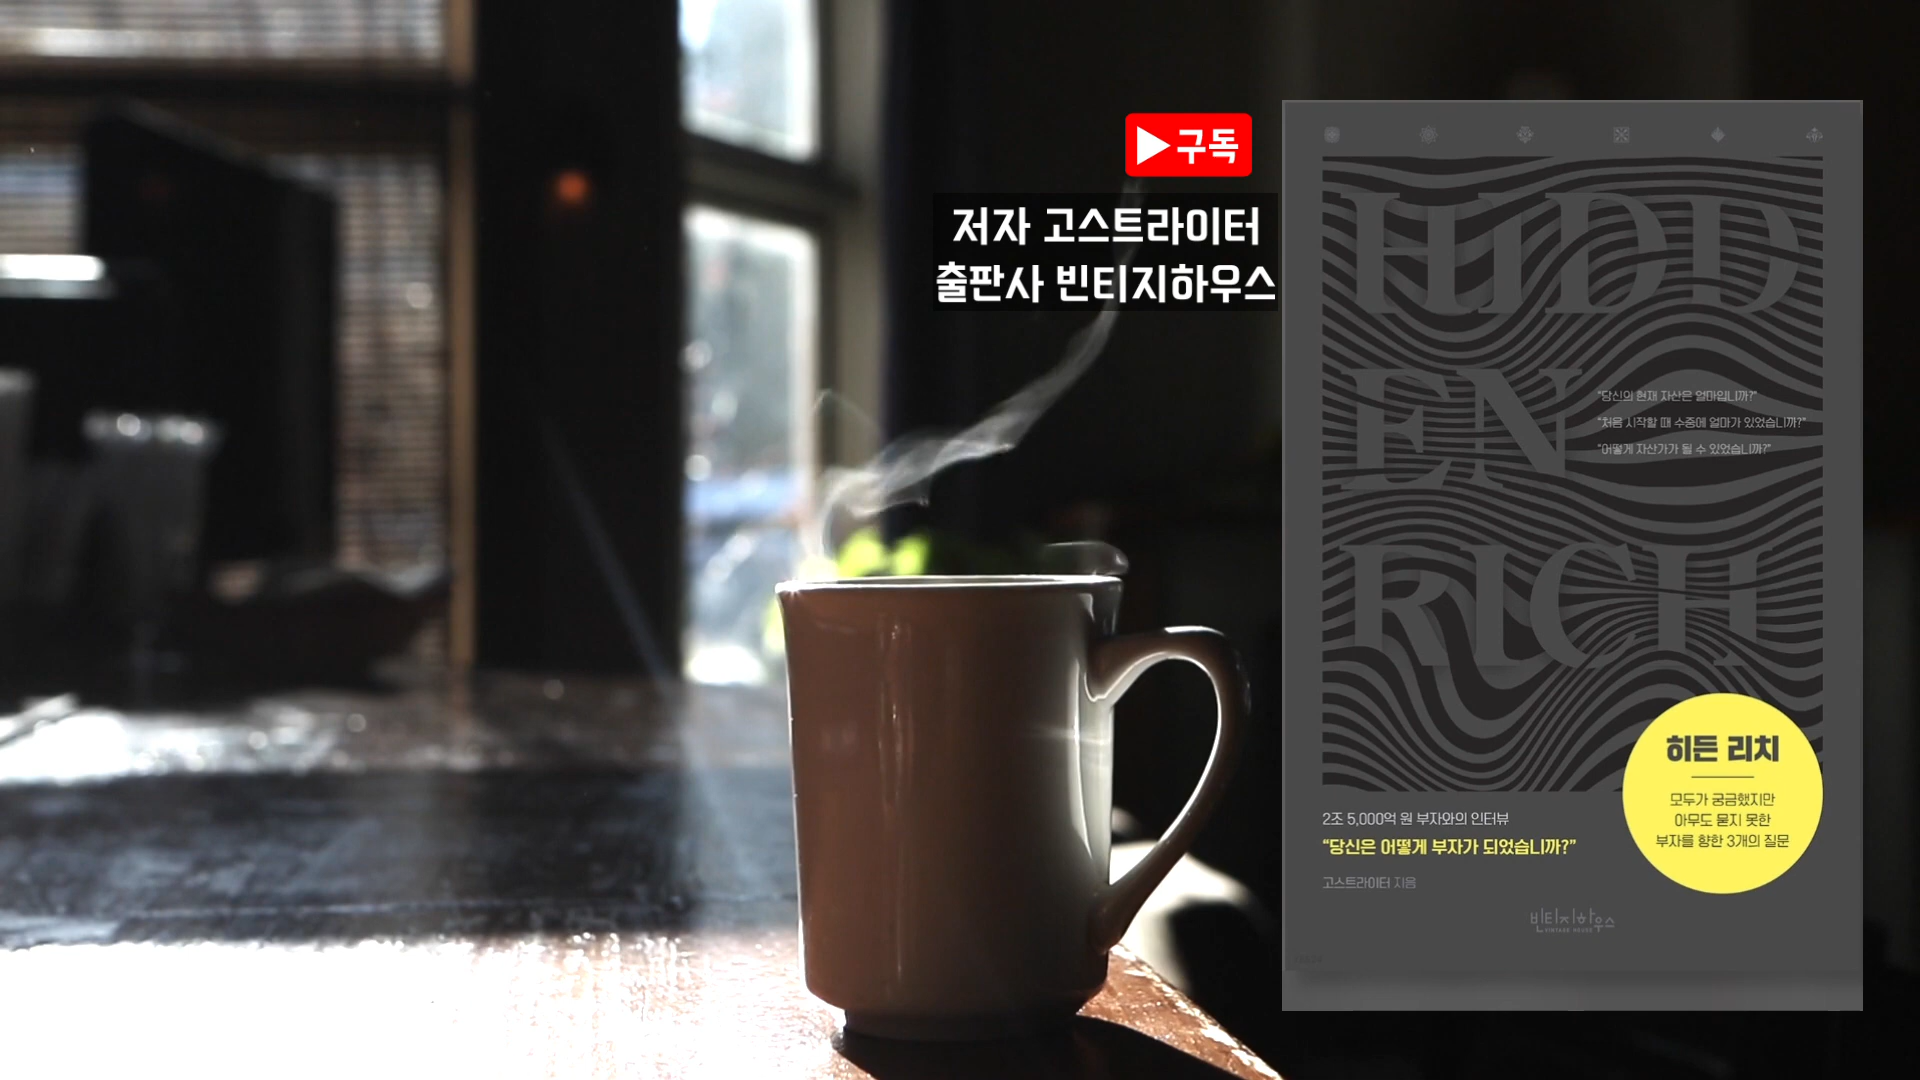 구독
저자 고스트라이터
출판사 빈티지하우스
HIDD
EN
RICH
"당신의 현재 자산은 얼마입니까?"
"처음 시작할 때 수중에 얼마가 있었습니까?"
"어떻게 자산가가 될 수 있었습니까?"
히든 리치
모두가 궁금했지만
아무도 묻지 못한
부자를 향한 3개의 질문
2조 5,000억 원 부자와의 인터뷰
“당신은 어떻게 부자가 되었습니까?”
고스트라이터 지음
빈티지하우스
VINTAGE HOUSE